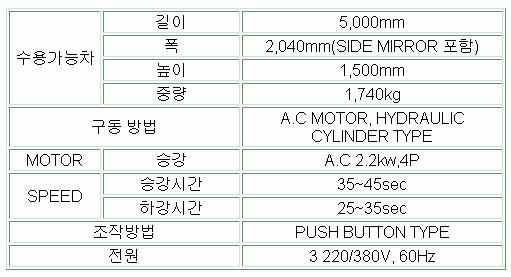 수용가능차
길이 5,000mm
폭 2,040mm(SIDE MIRROR 포함)
높이 1,500mm
중량 1,740kg
구동 방법 A.C MOTOR, HYDRAULIC
CYLINDER TYPE
MOTOR 승강 A.C 2.2kw,4P
SPEED
승강시간 35~45sec
하강시간 25~35sec
조작방법 PUSH BUTTON TYPE
전원 3 220/380V, 60Hz